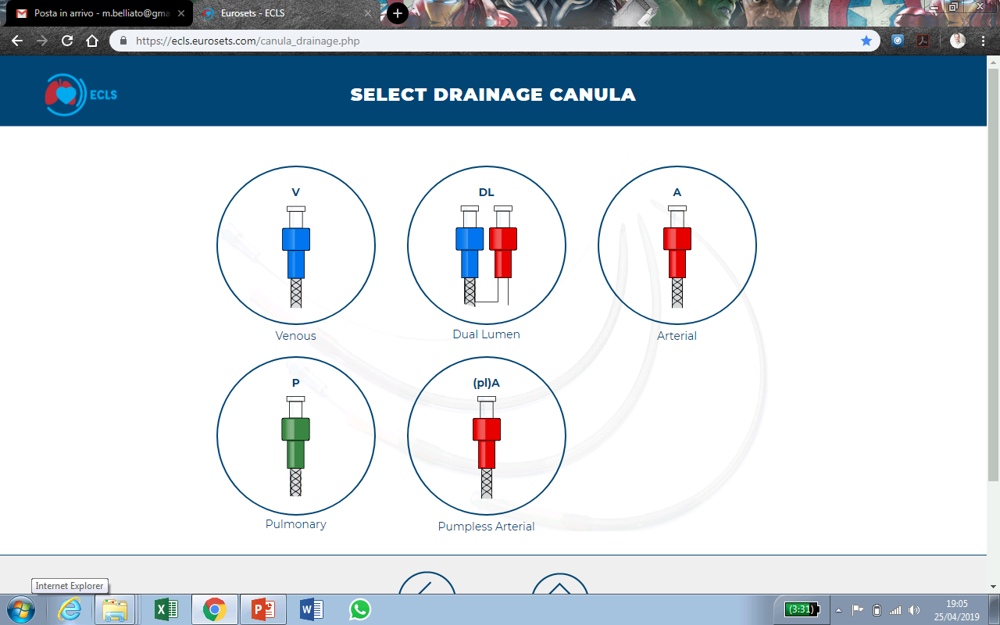 Posta in arrivo - m.belliato@gma
Eurosets - ECLS
https://ecls.eurosets.com/canula_drainage.php
ECLS
SELECT DRAINAGE CANULA
V
DL
A
Venous
Dual Lumen
Arterial
P
(pl)A
Pulmonary
Pumpless Arterial
Internet Explorer
(3:31)
19:05
25/04/2019